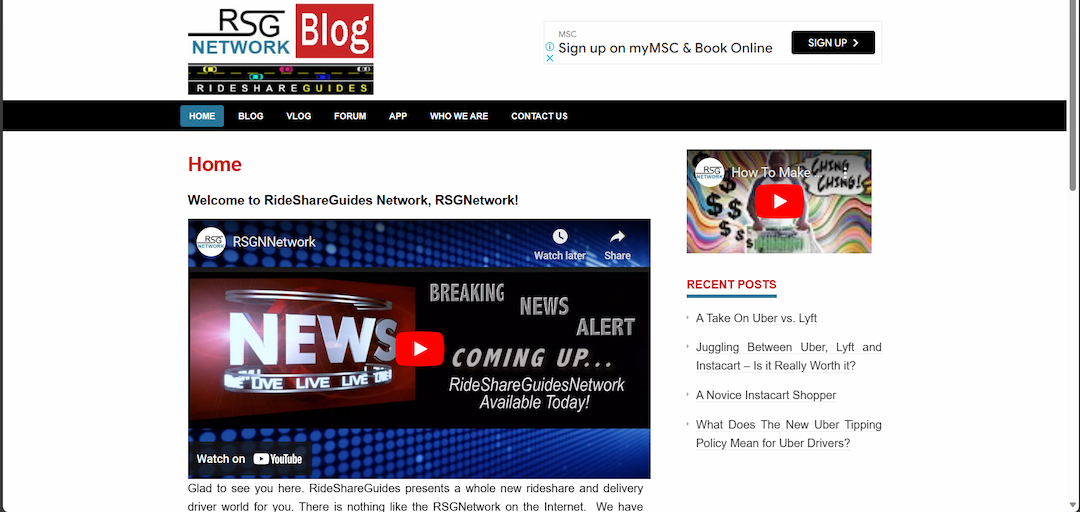 RSG
NETWORK
Blog
RIDESHAREGUIDES
MSC
Sign up on myMSC & Book Online
SIGN UP
HOME
BLOG
VLOG
FORUM
APP
WHO WE ARE
CONTACT US
Home
Welcome to RideShareGuides Network, RSGNetwork!
RSG
NETWORK
RSGNNetwork
Watch later
Share
NEWS
LIVE LIVE LIVE
BREAKING
NEWS
ALERT
COMING UP...
RideShareGuidesNetwork
Available Today!
Watch on YouTube
Glad to see you here. RideShareGuides presents a whole new rideshare and delivery
driver world for you. There is nothing like the RSGNetwork on the Internet. We have
RSG
NETWORK
How To Make ...
CHING
CHING!
$ $ $ $ $ $
RECENT POSTS
A Take On Uber vs. Lyft
Juggling Between Uber, Lyft and
Instacart – Is it Really Worth it?
A Novice Instacart Shopper
What Does The New Uber Tipping
Policy Mean for Uber Drivers?